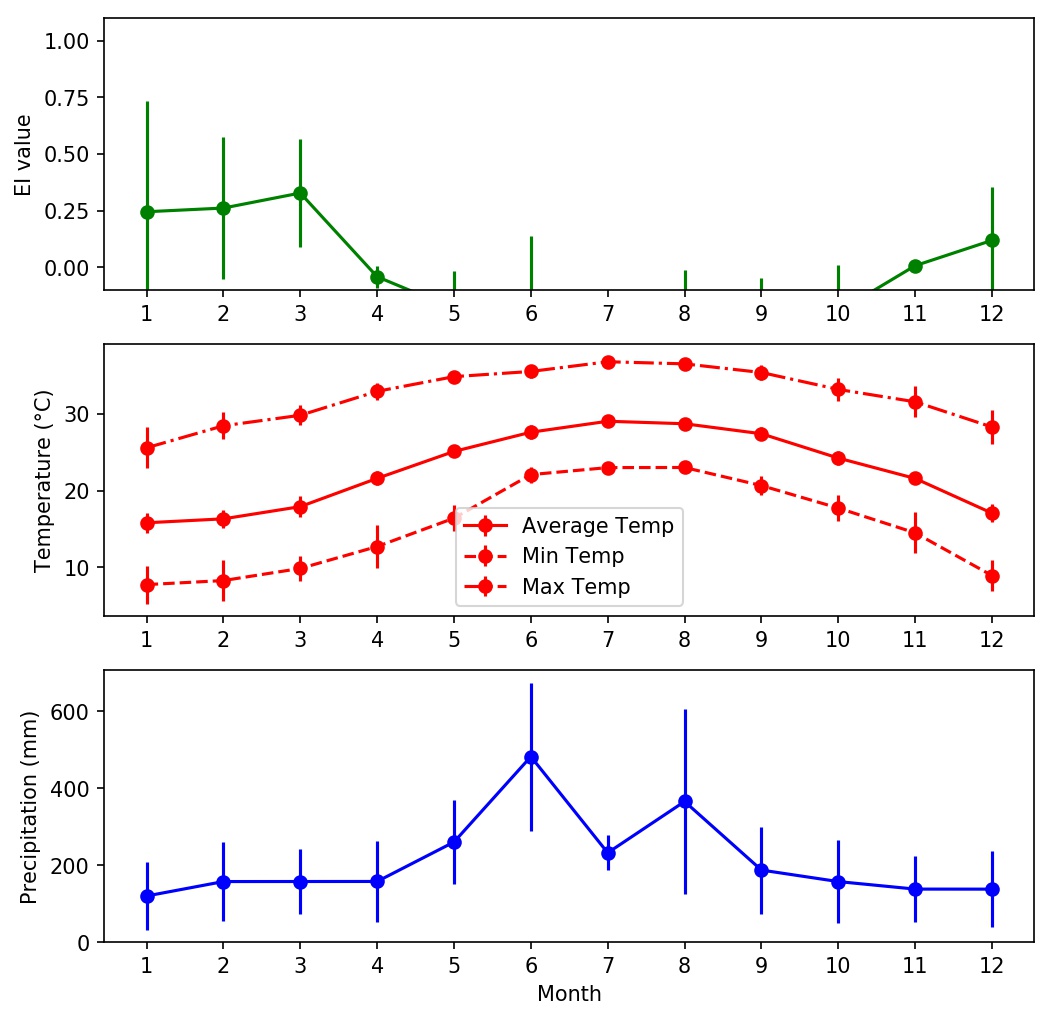 EI value
1.00
0.75
0.50
0.25
0.00
1 2 3 4 5 6 7 8 9 10 11 12
Temperature (°C)
30
20
10
Average Temp
Min Temp
Max Temp
1 2 3 4 5 6 7 8 9 10 11 12
Precipitation (mm)
600
400
200
0
1 2 3 4 5 6 7 8 9 10 11 12
Month